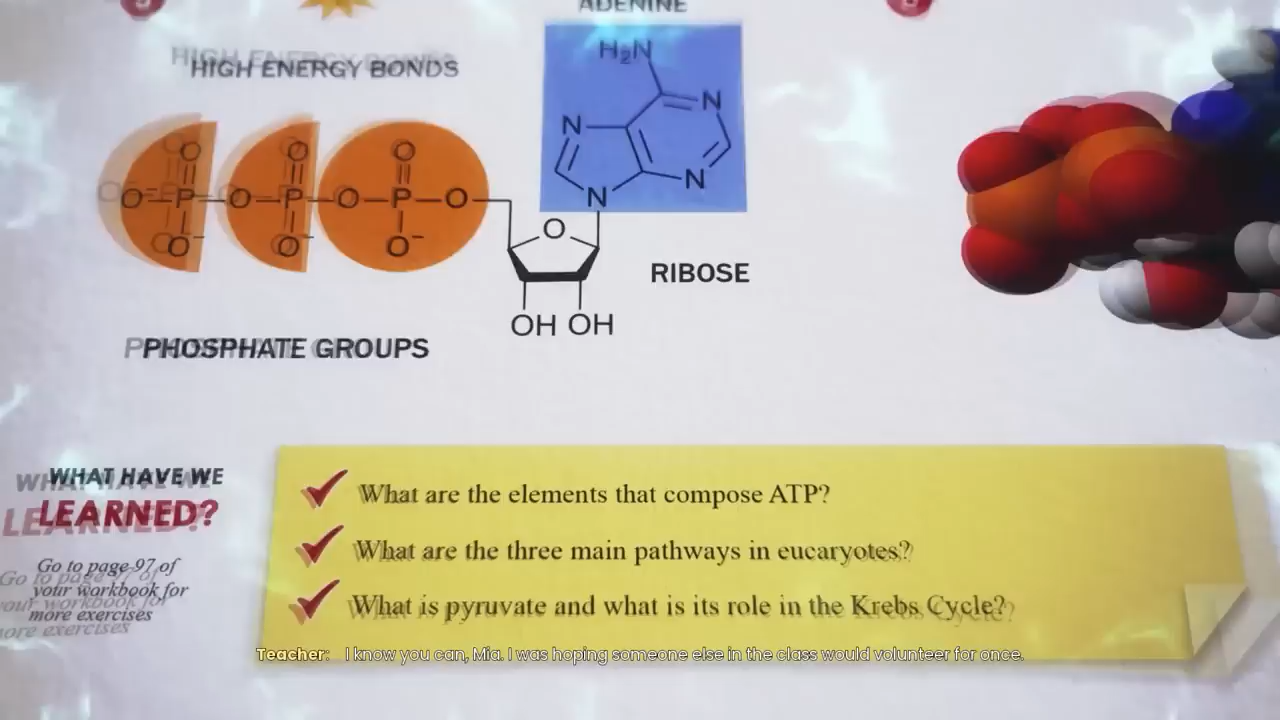 ADENINE
HIGH ENERGY BONDS
H₂N
N
N
N
N
O
O
O
O⁻ P O P O P O
O⁻
O⁻
O⁻
O
RIBOSE
OH OH
PHOSPHATE GROUPS
WHAT HAVE WE
LEARNED?
Go to page 97 of
your workbook for
more exercises
What are the elements that compose ATP?
What are the three main pathways in eucaryotes?
What is pyruvate and what is its role in the Krebs Cycle?
Teacher: I know you can, Mia. I was hoping someone else in the class would volunteer for once.